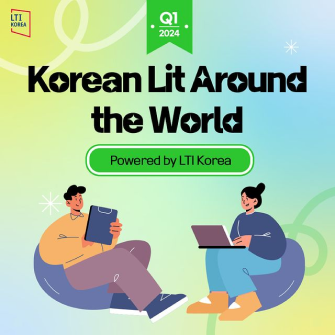 LTI
KOREA
Q1
2024
Korean Lit Around
the World
Powered by LTI Korea